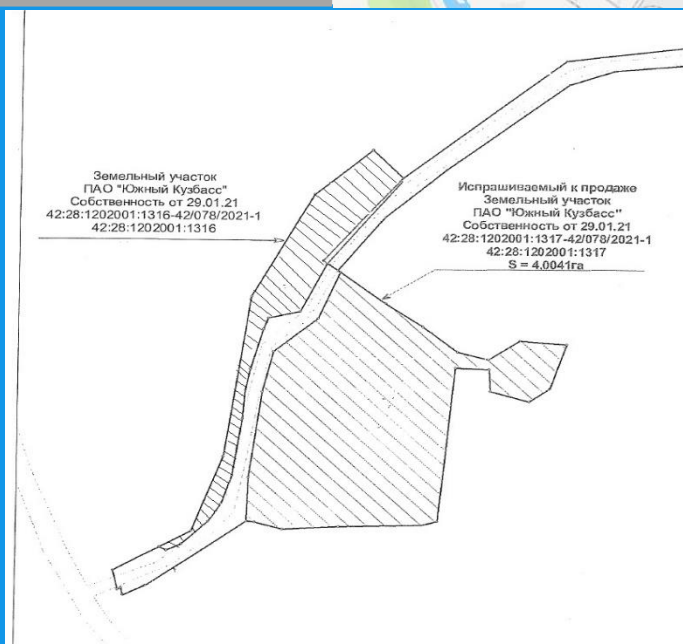 Земельный участок
ПАО "Южный Кузбасс"
Собственность от 29.01.21
42:28:1202001:1316-42/078/2021-1
42:28:1202001:1316
Испрашиваемый к продаже
Земельный участок
ПАО "Южный Кузбасс"
Собственность от 29.01.21
42:28:1202001:1317-42/078/2021-1
42:28:1202001:1317
S = 4.0041га